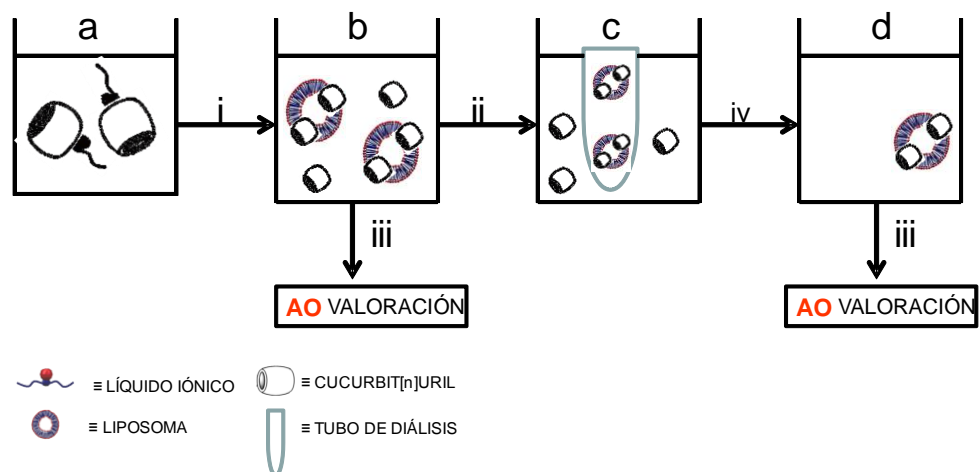 a
b
c
d
i
ii
iv
iii
iii
AO VALORACIÓN
AO VALORACIÓN
≡ LÍQUIDO IÓNICO
≡ CUCURBIT[n]URIL
≡ LIPOSOMA
≡ TUBO DE DIÁLISIS